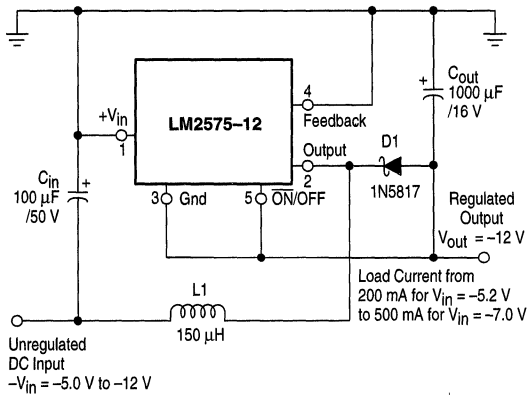 Cout
1000 µF
/16 V
4
Feedback
+Vin
1
LM2575–12
Output
2
D1
1N5817
Cin
100 µF
/50 V
+
+
3 Gnd
5 ON/OFF
Regulated
Output
Vout = –12 V
L1
150 µH
Load Current from
200 mA for Vin = –5.2 V
to 500 mA for Vin = –7.0 V
Unregulated
DC Input
–Vin = –5.0 V to –12 V